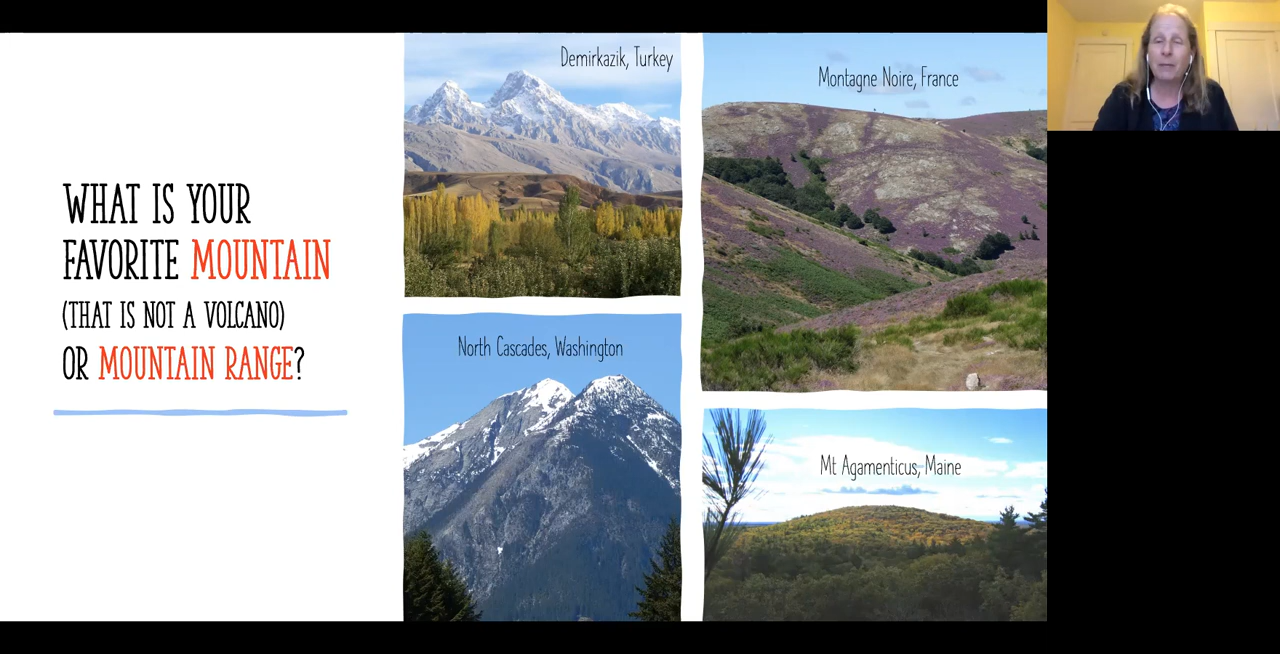 WHAT IS YOUR
FAVORITE MOUNTAIN
(THAT IS NOT A VOLCANO)
OR MOUNTAIN RANGE?
Demirkazik, Turkey
Montagne Noire, France
North Cascades, Washington
Mt Agamenticus, Maine